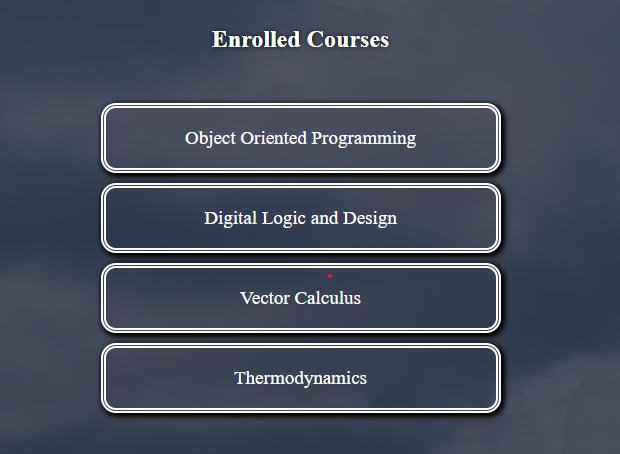 Enrolled Courses
Object Oriented Programming
Digital Logic and Design
Vector Calculus
Thermodynamics